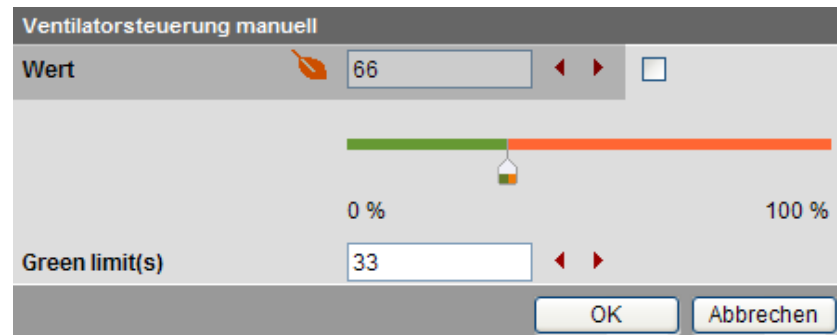 Ventilatorsteuerung manuell
Wert 66
0 % 100 %
Green limit(s) 33
OK Abbrechen